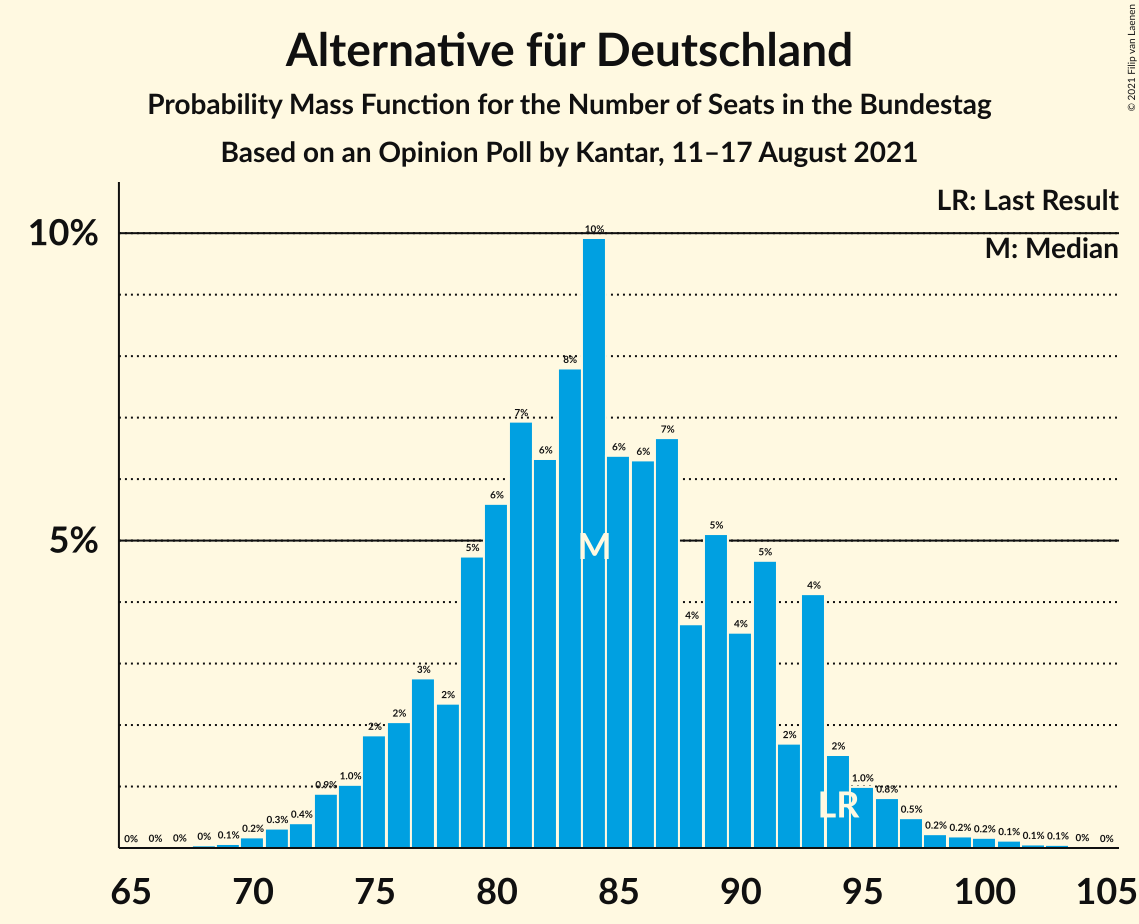 © 2021 Filip van Laenen
Alternative für Deutschland
Probability Mass Function for the Number of Seats in the Bundestag
Based on an Opinion Poll by Kantar, 11–17 August 2021
LR: Last Result
M: Median
10%
5%
0% 0% 0% 0% 0.1% 0.2% 0.3% 0.4% 0.9% 1.0% 2% 2% 3% 2% 5% 6% 7% 6% 8% 10% 6% 6% 7% 4% 5% 4% 5% 2% 4% 2% 1.0% 0.8% 0.5% 0.2% 0.2% 0.2% 0.1% 0.1% 0.1% 0% 0%
M
LR
65 70 75 80 85 90 95 100 105